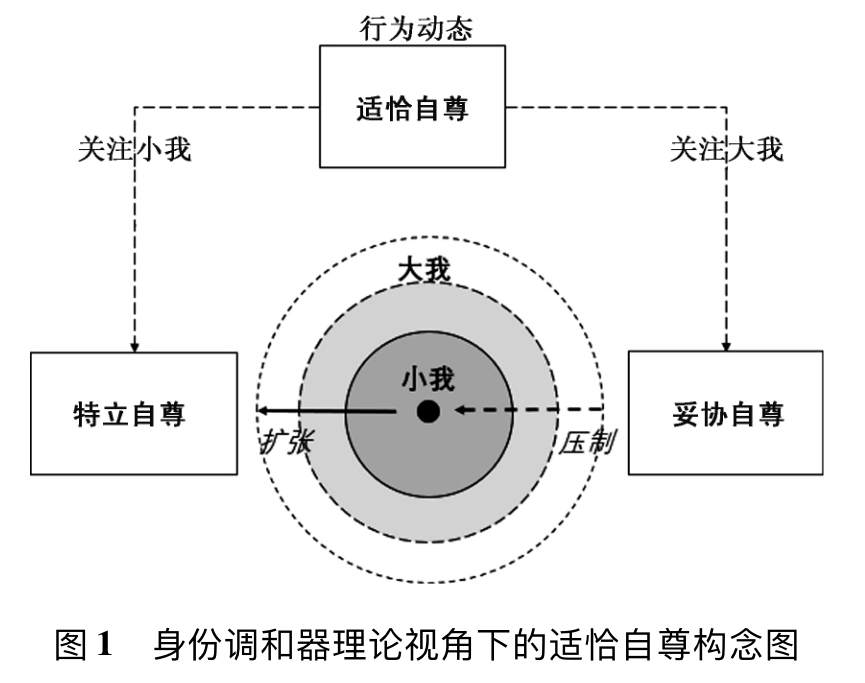 行为动态
适恰自尊
关注小我
关注大我
大我
小我
特立自尊
妥协自尊
扩张
压制
图 1 身份调和器理论视角下的适恰自尊构念图